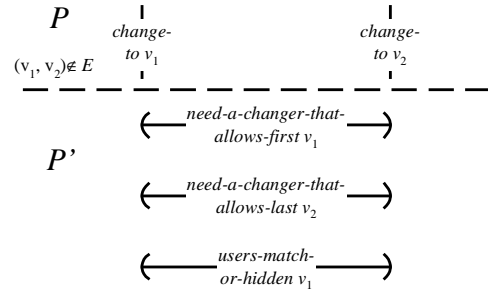 P
change-
to v1
change-
to v2
(v1, v2)∉ E
need-a-changer-that-
allows-first v1
P’
need-a-changer-that-
allows-last v2
users-match-
or-hidden v1